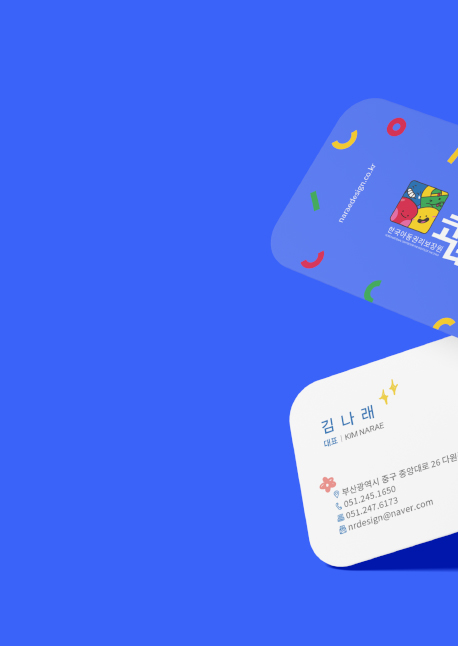 naraedesign.co.kr
한국아동권리보장원
김 나 래
대표 | KIM NARAE
부산광역시 중구 중앙대로 26 다원
051.245.1650
051.247.6173
nrdesign@naver.com